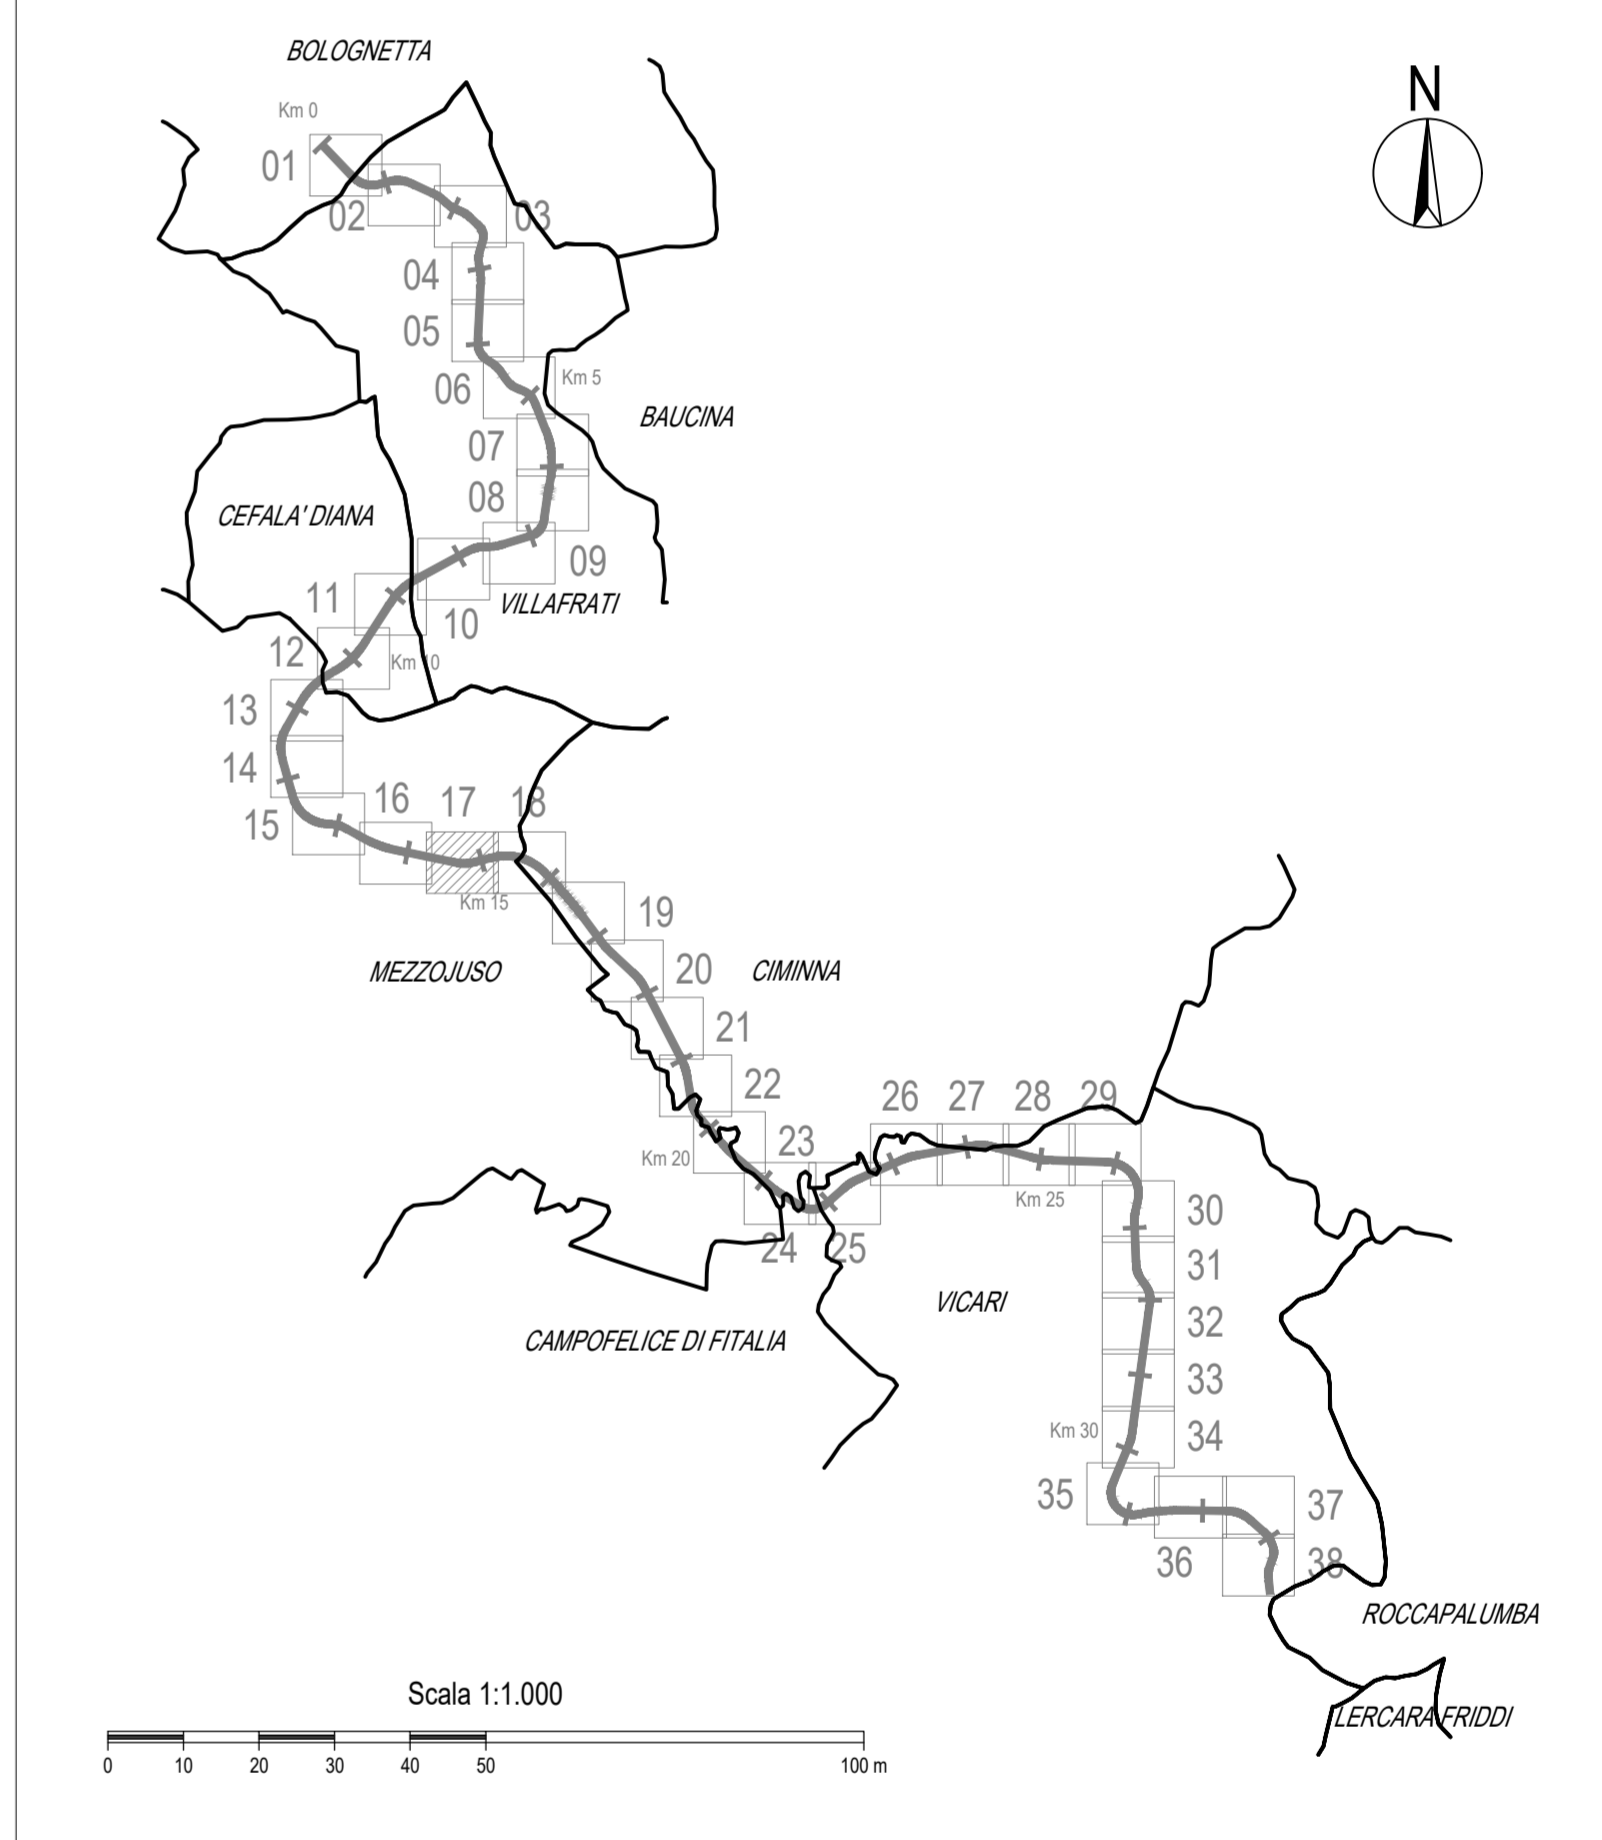 BOLOGNETTA
N
Km 0
01
02
03
04
05
06
Km 5
BAUCINA
07
08
CEFALA' DIANA
09
11
VILLAFRATI
10
12
Km 10
13
14
16
17
18
15
Km 15
19
MEZZOJUSO
20
CIMINNA
21
22
26
27
28
29
23
Km 20
Km 25
30
24
25
31
VICARI
32
CAMPOFELICE DI FITALIA
33
Km 30
34
35
37
36
38
ROCCAPALUMBA
Scala 1:1.000
LERCARA FRIDDI
0 10 20 30 40 50 100 m